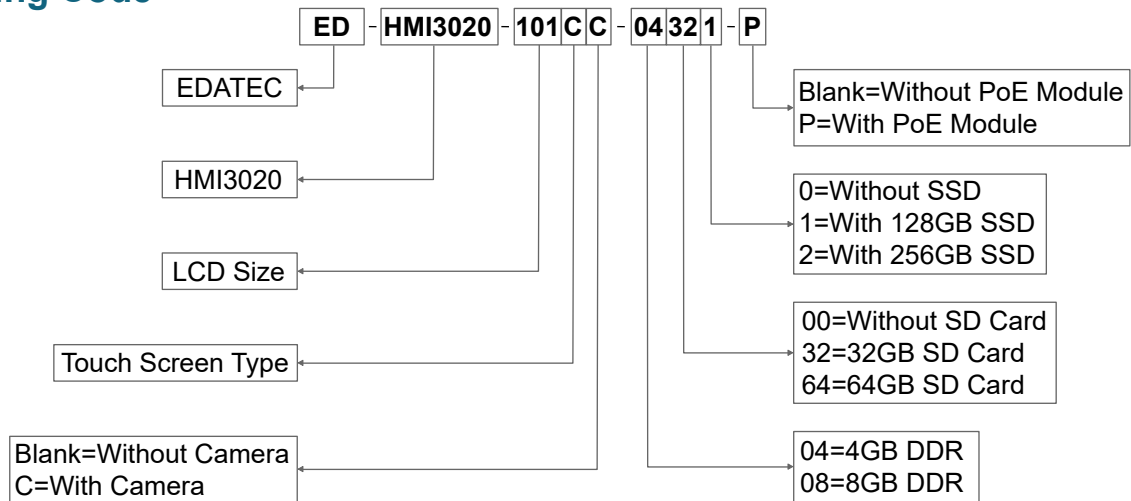 ED - HMI3020 - 101 C C - 04 32 1 - P
EDATEC
HMI3020
LCD Size
Touch Screen Type
Blank=Without Camera
C=With Camera
Blank=Without PoE Module
P=With PoE Module
0=Without SSD
1=With 128GB SSD
2=With 256GB SSD
00=Without SD Card
32=32GB SD Card
64=64GB SD Card
04=4GB DDR
08=8GB DDR